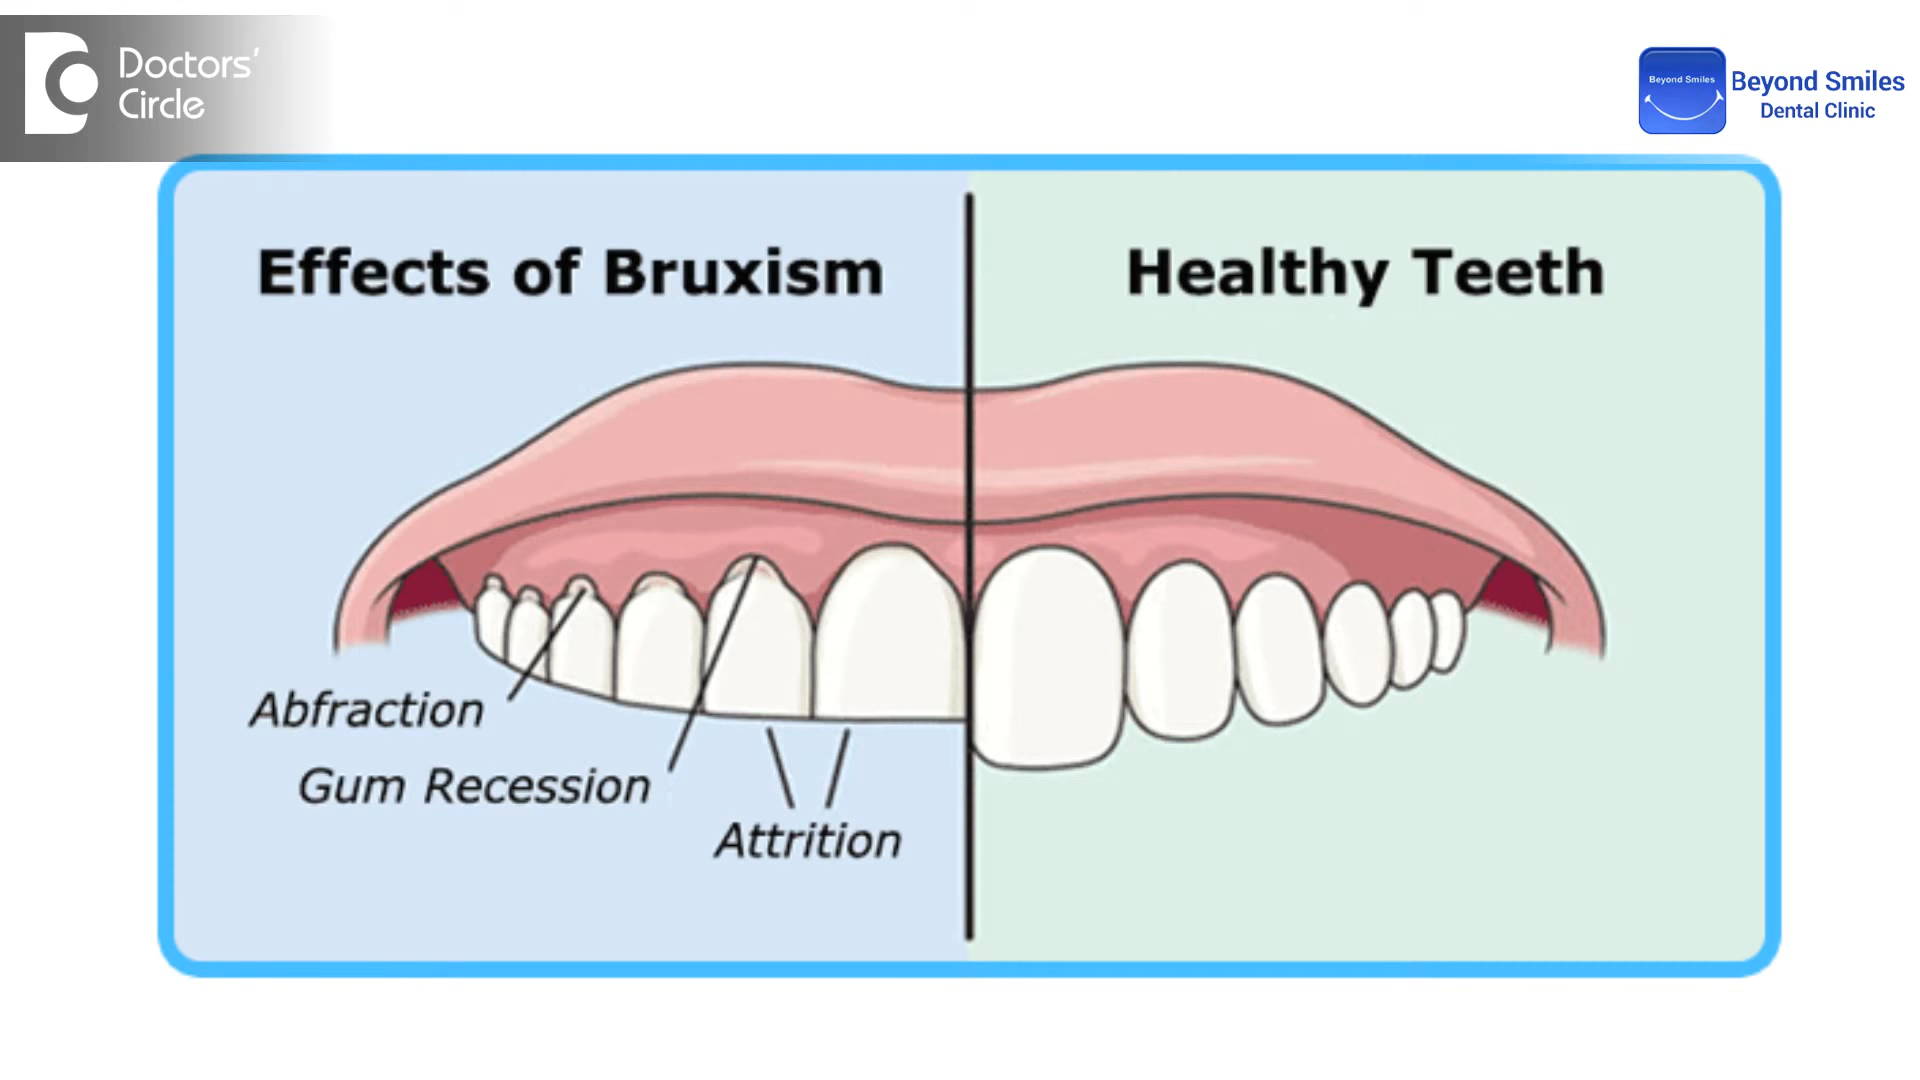 Doctors’
Circle
Beyond Smiles
Beyond Smiles
Dental Clinic
Effects of Bruxism
Healthy Teeth
Abfraction
Gum Recession
Attrition